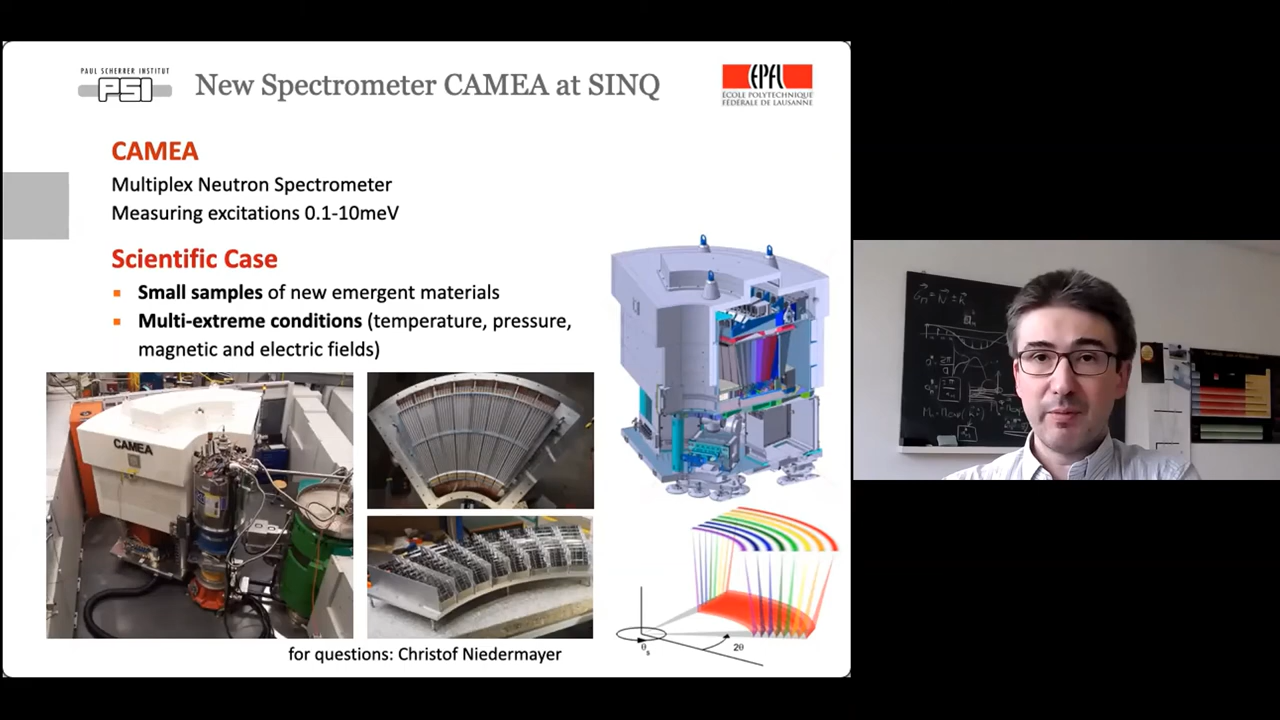 PAUL SCHERRER INSTITUT
PSI
New Spectrometer CAMEA at SINQ
EPFL
ÉCOLE POLYTECHNIQUE
FÉDÉRALE DE LAUSANNE
CAMEA
Multiplex Neutron Spectrometer
Measuring excitations 0.1-10meV
Scientific Case
▪ Small samples of new emergent materials
▪ Multi-extreme conditions (temperature, pressure,
magnetic and electric fields)
CAMEA
θs
2θ
for questions: Christof Niedermayer